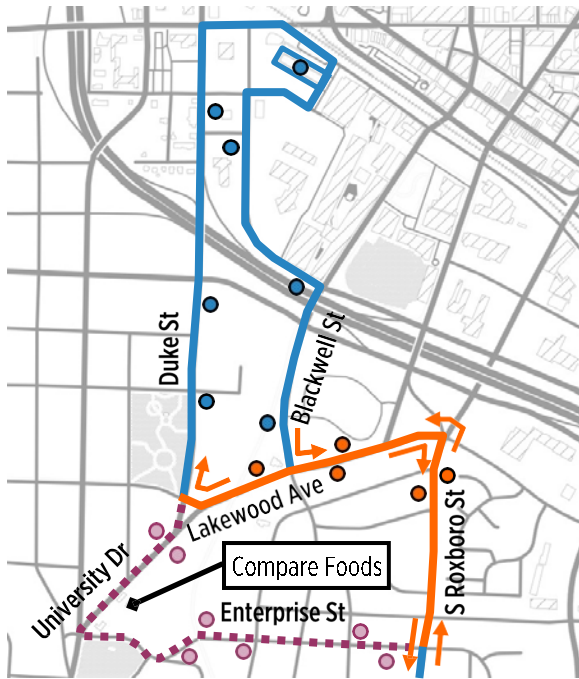 Duke St
Blackwell St
Lakewood Ave
University Dr
Compare Foods
Enterprise St
S Roxboro St